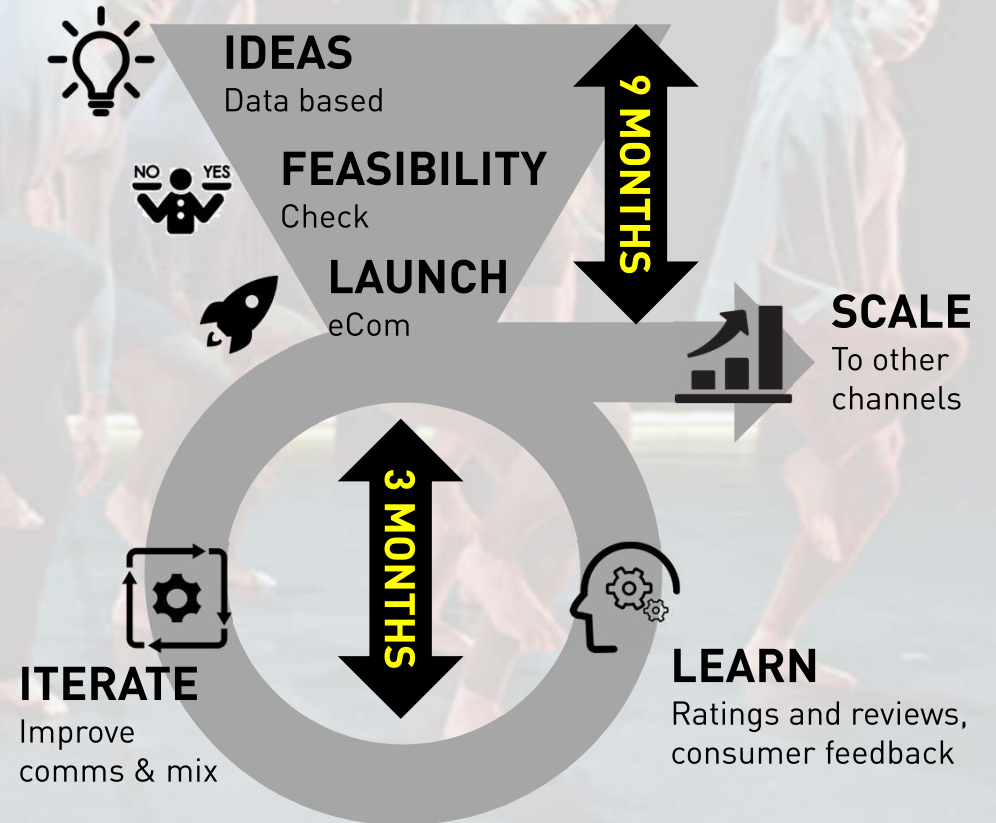 IDEAS
Data based
9 MONTHS
NO YES
FEASIBILITY
Check
LAUNCH
eCom
SCALE
To other
channels
3 MONTHS
ITERATE
Improve
comms & mix
LEARN
Ratings and reviews,
consumer feedback